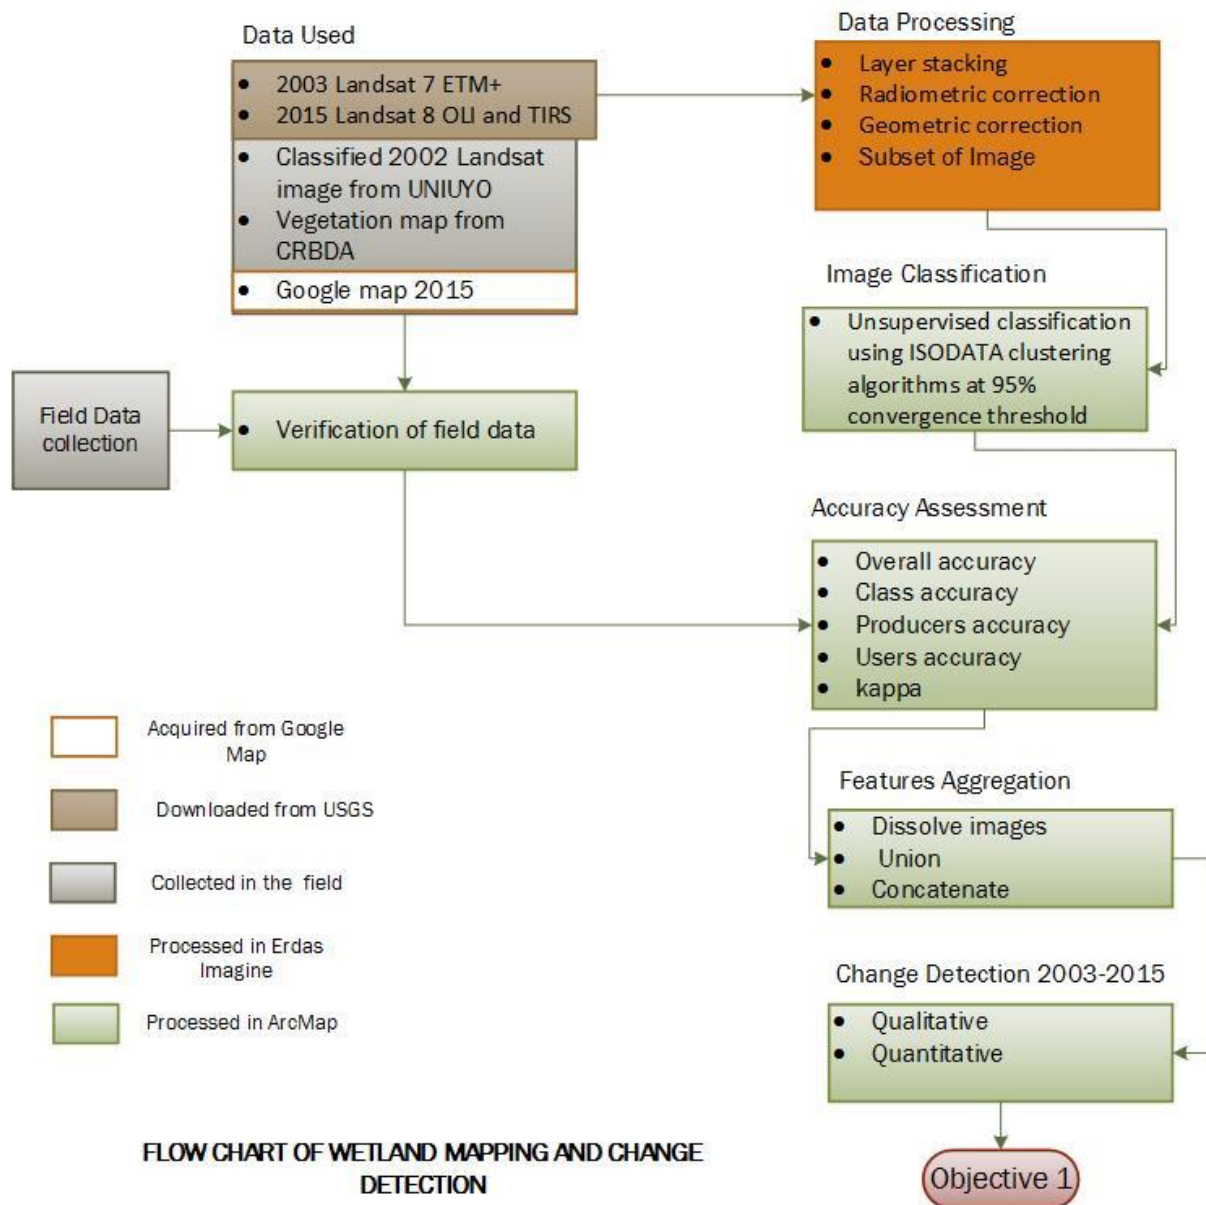 Data Used
2003 Landsat 7 ETM+
2015 Landsat 8 OLI and TIRS
Classified 2002 Landsat
image from UNIUYO
Vegetation map from
CRBDA
Google map 2015
Field Data
collection
Verification of field data
Data Processing
Layer stacking
Radiometric correction
Geometric correction
Subset of Image
Image Classification
Unsupervised classification
using ISODATA clustering
algorithms at 95%
convergence threshold
Accuracy Assessment
Overall accuracy
Class accuracy
Producers accuracy
Users accuracy
kappa
Features Aggregation
Dissolve images
Union
Concatenate
Change Detection 2003-2015
Qualitative
Quantitative
Objective 1
Acquired from Google
Map
Downloaded from USGS
Collected in the field
Processed in Erdas
Imagine
Processed in ArcMap
FLOW CHART OF WETLAND MAPPING AND CHANGE
DETECTION